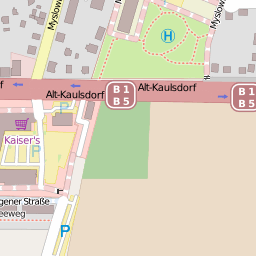 Myslow
H
Alt-Kaulsdorf
Alt-Kaulsdorf
B 1
B 5
B 1
B 5
Kaiser's
P
P
gener Straße
eeweg
P